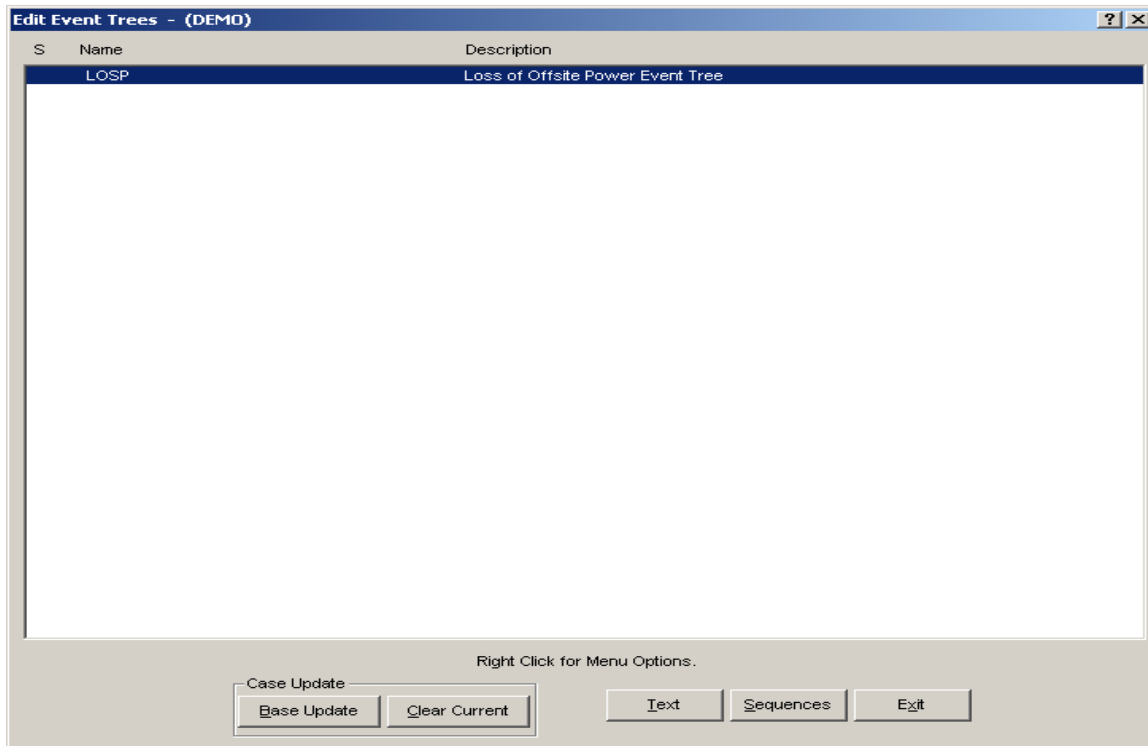 Edit Event Trees - (DEMO)
S Name Description
LOSP Loss of Offsite Power Event Tree
Right Click for Menu Options.
Case Update
Base Update Clear Current Text Sequences Exit